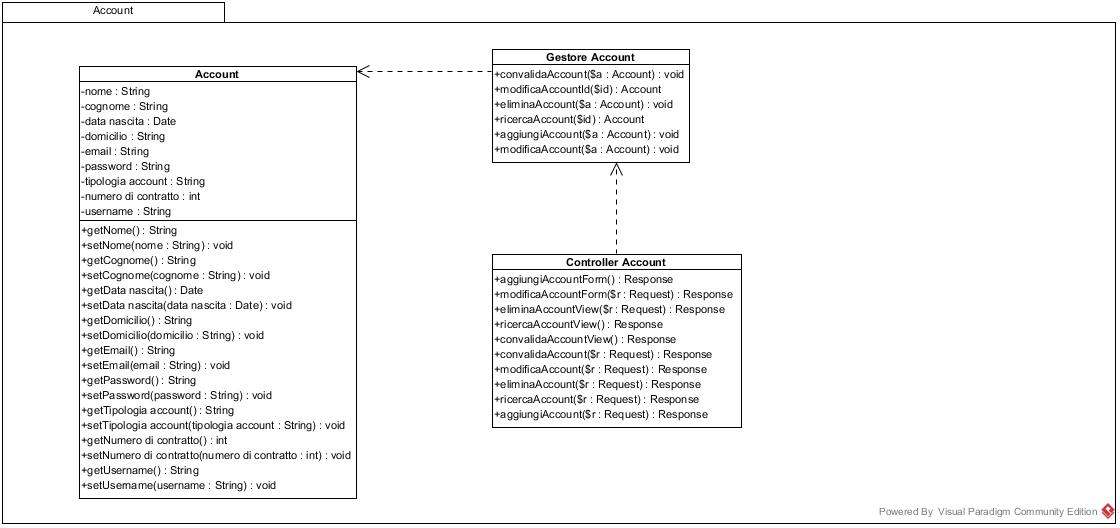 Account
Account
-nome : String
-cognome : String
-data nascita : Date
-domicilio : String
-email : String
-password : String
-tipologia account : String
-numero di contratto : int
-username : String
+getNome() : String
+setNome(nome : String) : void
+getCognome() : String
+setCognome(cognome : String) : void
+getData nascita() : Date
+setData nascita(data nascita : Date) : void
+getDomicilio() : String
+setDomicilio(domicilio : String) : void
+getEmail() : String
+setEmail(email : String) : void
+getPassword() : String
+setPassword(password : String) : void
+getTipologia account() : String
+setTipologia account(tipologia account : String) : void
+getNumero di contratto() : int
+setNumero di contratto(numero di contratto : int) : void
+getUsername() : String
+setUsername(username : String) : void
Gestore Account
+convalidaAccount($a : Account) : void
+modificaAccountId($id) : Account
+eliminaAccount($a : Account) : void
+ricercaAccount($id) : Account
+aggiungiAccount($a : Account) : void
+modificaAccount($a : Account) : void
Controller Account
+aggiungiAccountForm() : Response
+modificaAccountForm($r : Request) : Response
+eliminaAccountView($r : Request) : Response
+ricercaAccountView() : Response
+convalidaAccountView() : Response
+convalidaAccount($r : Request) : Response
+modificaAccount($r : Request) : Response
+eliminaAccount($r : Request) : Response
+ricercaAccount($r : Request) : Response
+aggiungiAccount($r : Request) : Response
Powered By Visual Paradigm Community Edition